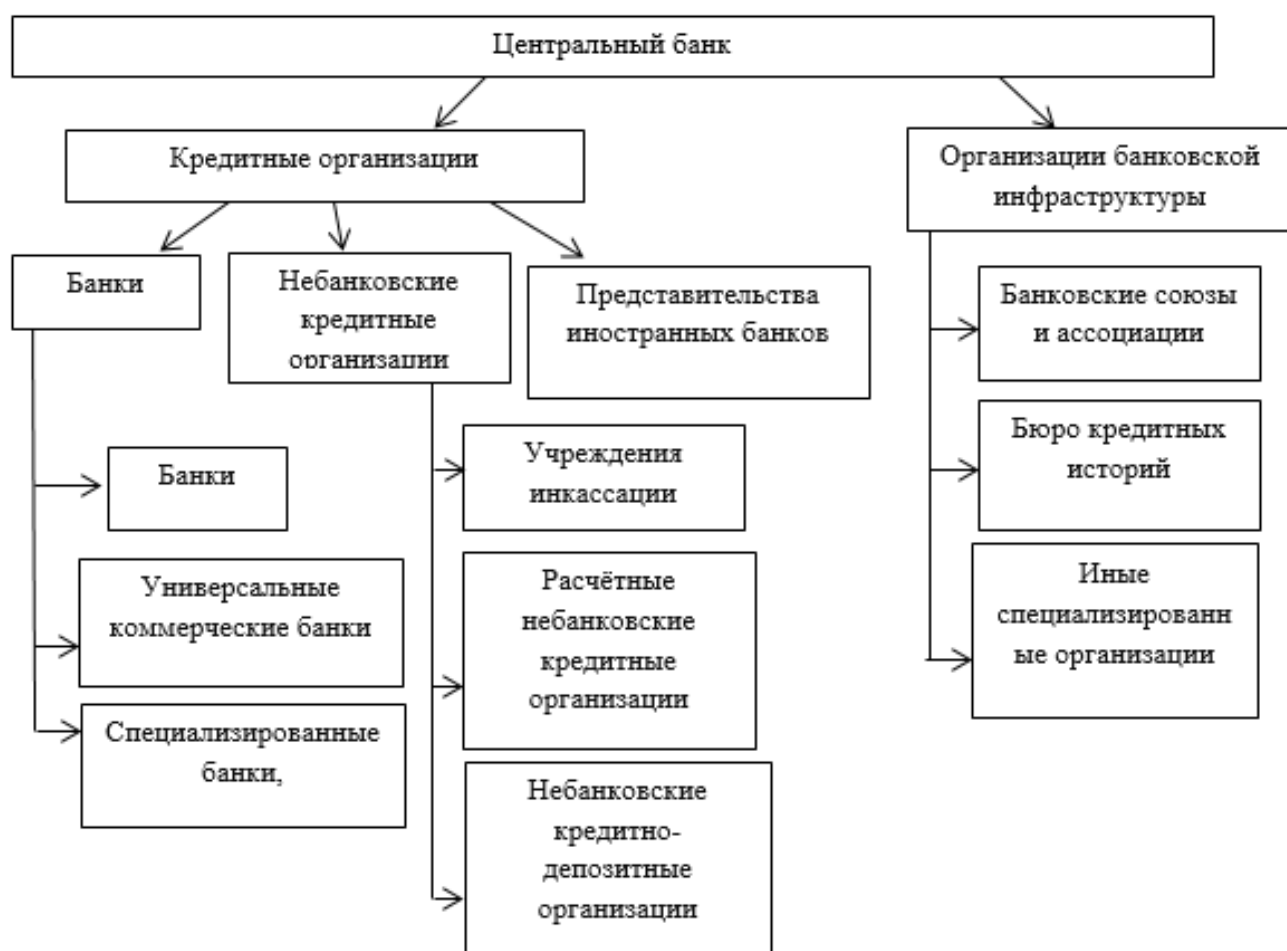 Центральный банк
Кредитные организации
Организации банковской
инфраструктуры
Банки
Небанковские
кредитные
организации
Представительства
иностранных банков
Банковские союзы
и ассоциации
Бюро кредитных
историй
Иные
специализированн
ые организации
Банки
Универсальные
коммерческие банки
Специализированные
банки,
Учреждения
инкассации
Расчётные
небанковские
кредитные
организации
Небанковские
кредитно-
депозитные
организации